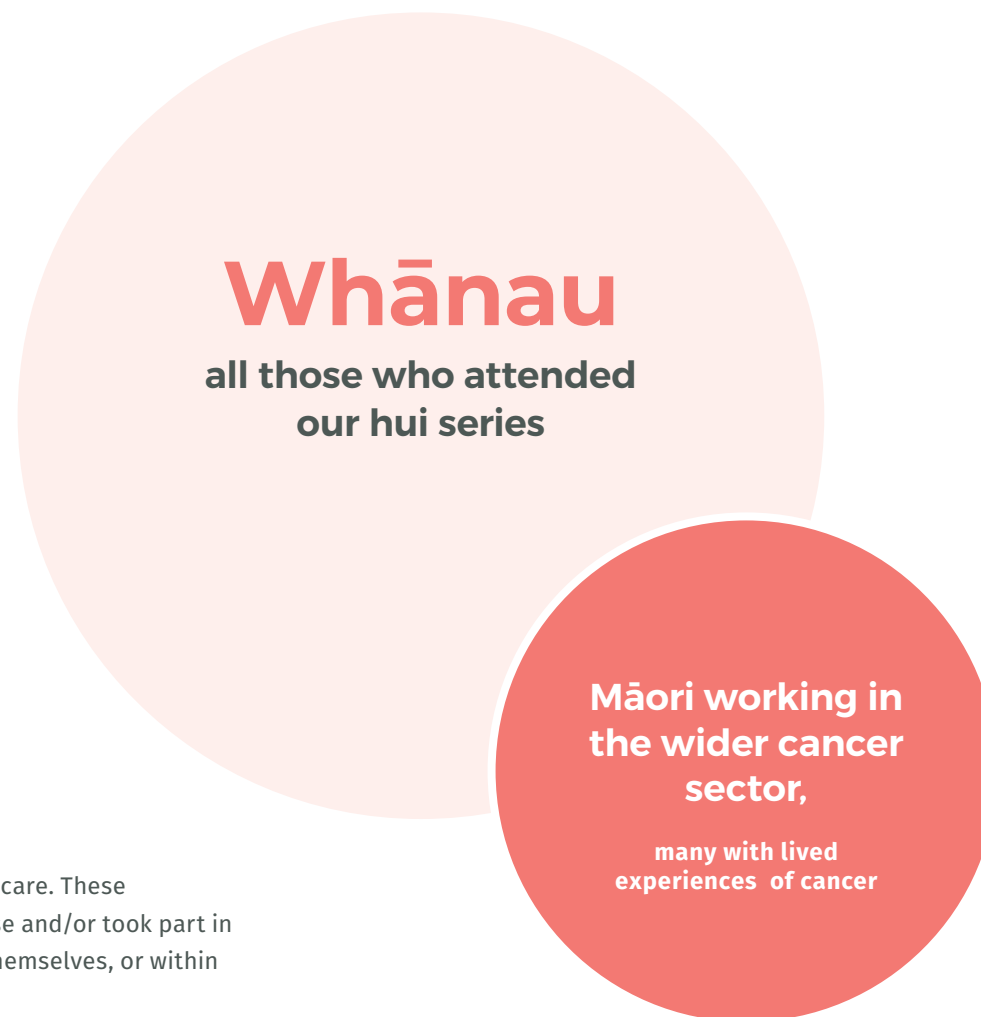 Whānau
all those who attended
our hui series
Māori working in
the wider cancer
sector,
many with lived
experiences of cancer
care. These
se and/or took part in
hemselves, or within